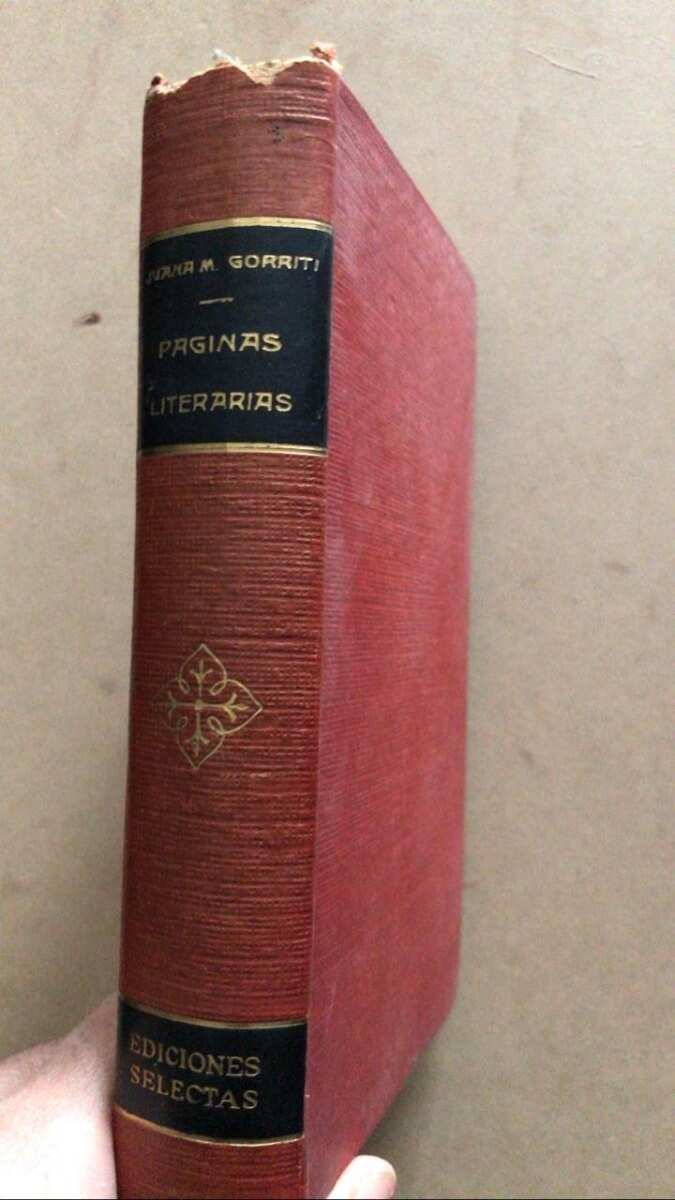 JUANA M. GORRITI
PAGINAS
LITERARIAS
EDICIONES
SELECTAS